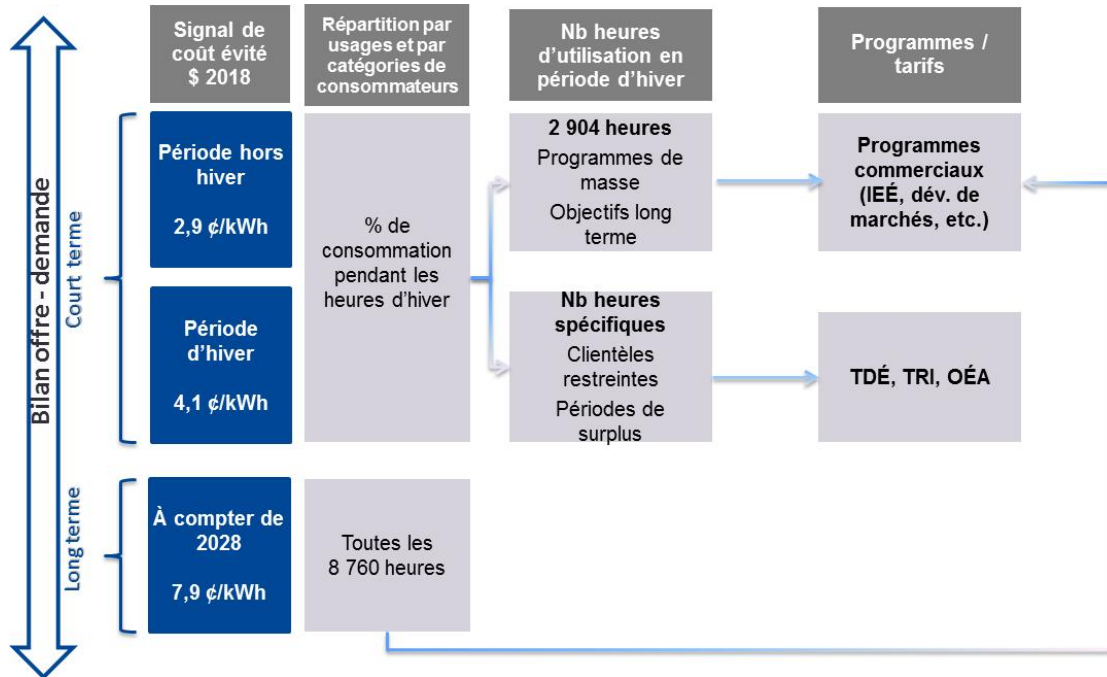 Signal de
coût évité
$ 2018
Répartition par
usages et par
catégories de
consommateurs
Nb heures
d'utilisation en
période d'hiver
Programmes /
tarifs
Bilan offre - demande
Court terme
Période hors
hiver
2,9 ¢/kWh
Période
d'hiver
4,1 ¢/kWh
% de
consommation
pendant les
heures d'hiver
2 904 heures
Programmes de
masse
Objectifs long
terme
Programmes
commerciaux
(IEÉ, dév. de
marchés, etc.)
Nb heures
spécifiques
Clientèles
restreintes
Périodes de
surplus
TDÉ, TRI, OÉA
Long terme
À compter de
2028
7,9 ¢/kWh
Toutes les
8 760 heures